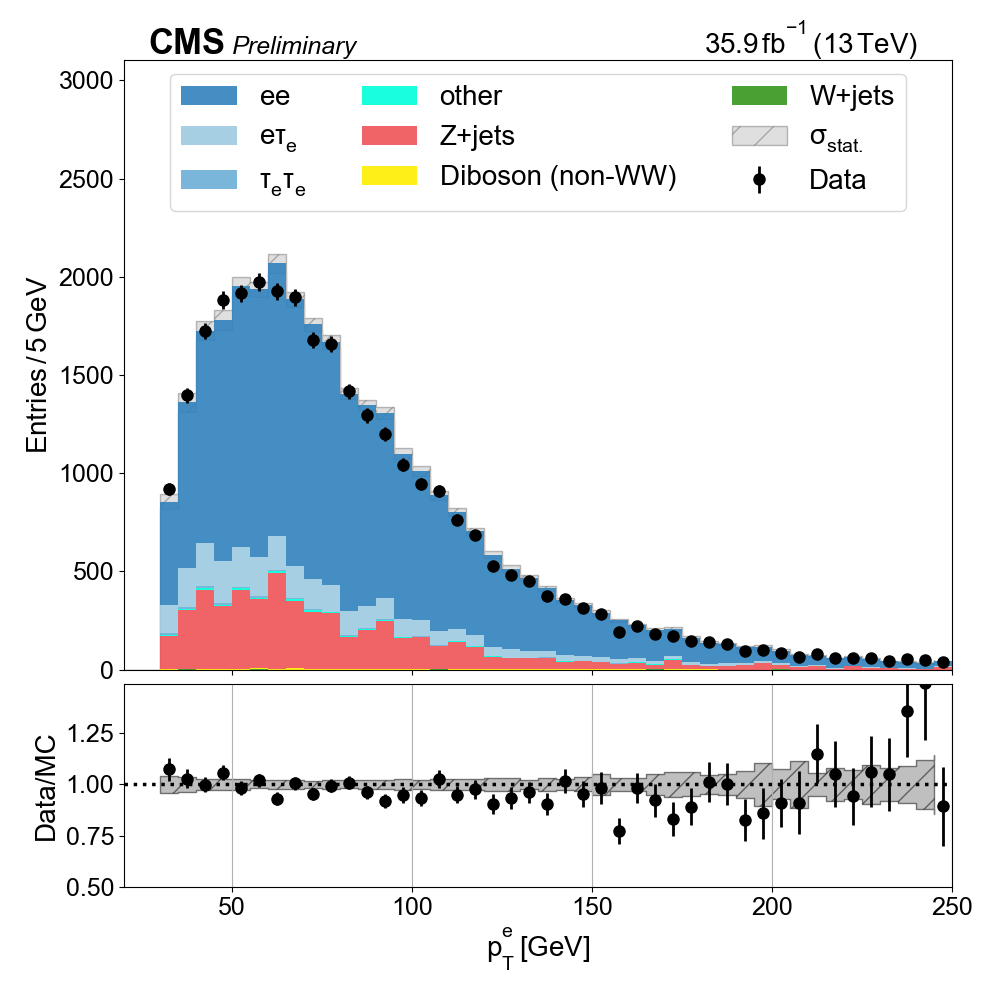 CMS Preliminary 35.9 fb⁻¹ (13 TeV)
3000
2500
2000
1500
1000
500
0
Entries / 5 GeV
ee
eτₑ
τₑτₑ
other
Z+jets
Diboson (non-WW)
W+jets
σstat.
Data
1.25
1.00
0.75
0.50
Data/MC
50 100 150 200 250
pTe [GeV]